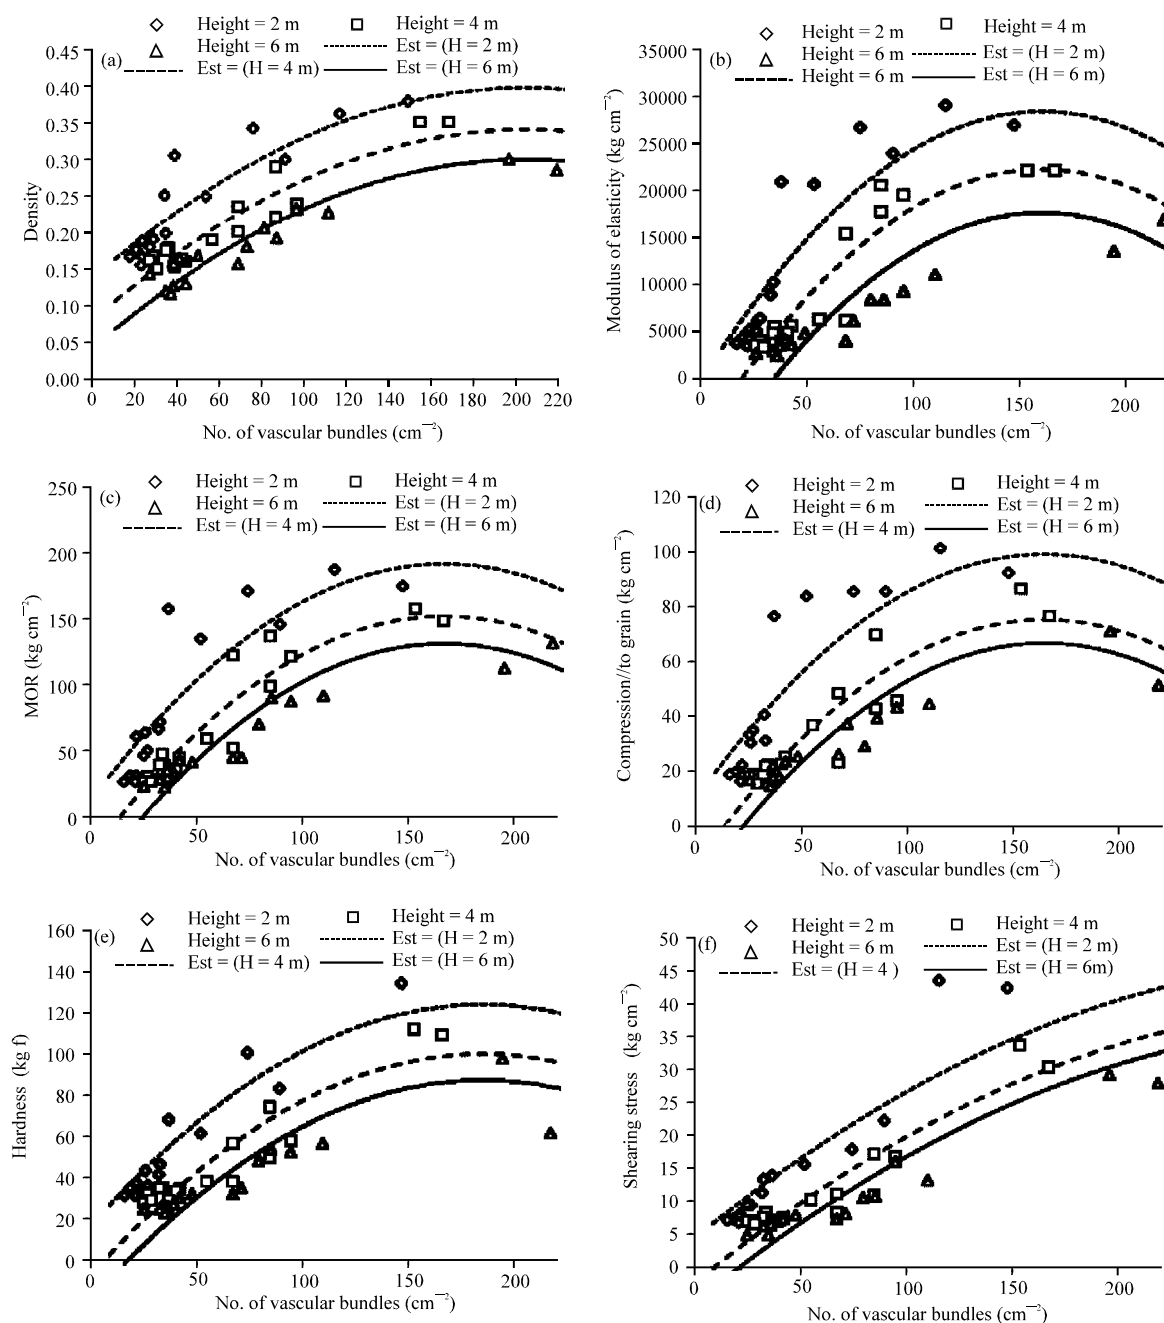 Height = 2 m Height = 4 m
Height = 6 m Est = (H = 2 m)
Est = (H = 4 m) Est = (H = 6 m)
(a)
Density
0.45
0.40
0.35
0.30
0.25
0.20
0.15
0.10
0.05
0.00
0 20 40 60 80 100 120 140 160 180 200 220
No. of vascular bundles (cm⁻²)
Height = 2 m Height = 4 m
Height = 6 m Est = (H = 2 m)
Height = 6 m Est = (H = 6 m)
(b)
Modulus of elasticity (kg cm⁻²)
35000
30000
25000
20000
15000
10000
5000
0
0 50 100 150 200
No. of vascular bundles (cm⁻²)
Height = 2 m Height = 4 m
Height = 6 m Est = (H = 2 m)
Est = (H = 4 m) Est = (H = 6 m)
(c)
MOR (kg cm⁻²)
250
200
150
100
50
0
0 50 100 150 200
No. of vascular bundles (cm⁻²)
Height = 2 m Height = 4 m
Height = 6 m Est = (H = 2 m)
Est = (H = 4 m) Est = (H = 6 m)
(d)
Compression//to grain (kg cm⁻²)
120
100
80
60
40
20
0
0 50 100 150 200
No. of vascular bundles (cm⁻²)
Height = 2 m Height = 4 m
Height = 6 m Est = (H = 2 m)
Est = (H = 4 m) Est = (H = 6 m)
(e)
Hardness (kg f)
160
140
120
100
80
60
40
20
0
0 50 100 150 200
No. of vascular bundles (cm⁻²)
Height = 2 m Height = 4 m
Height = 6 m Est = (H = 2 m)
Est = (H = 4 ) Est = (H = 6m)
(f)
Shearing stress (kg cm⁻²)
50
45
40
35
30
25
20
15
10
5
0
0 50 100 150 200
No. of vascular bundles (cm⁻²)